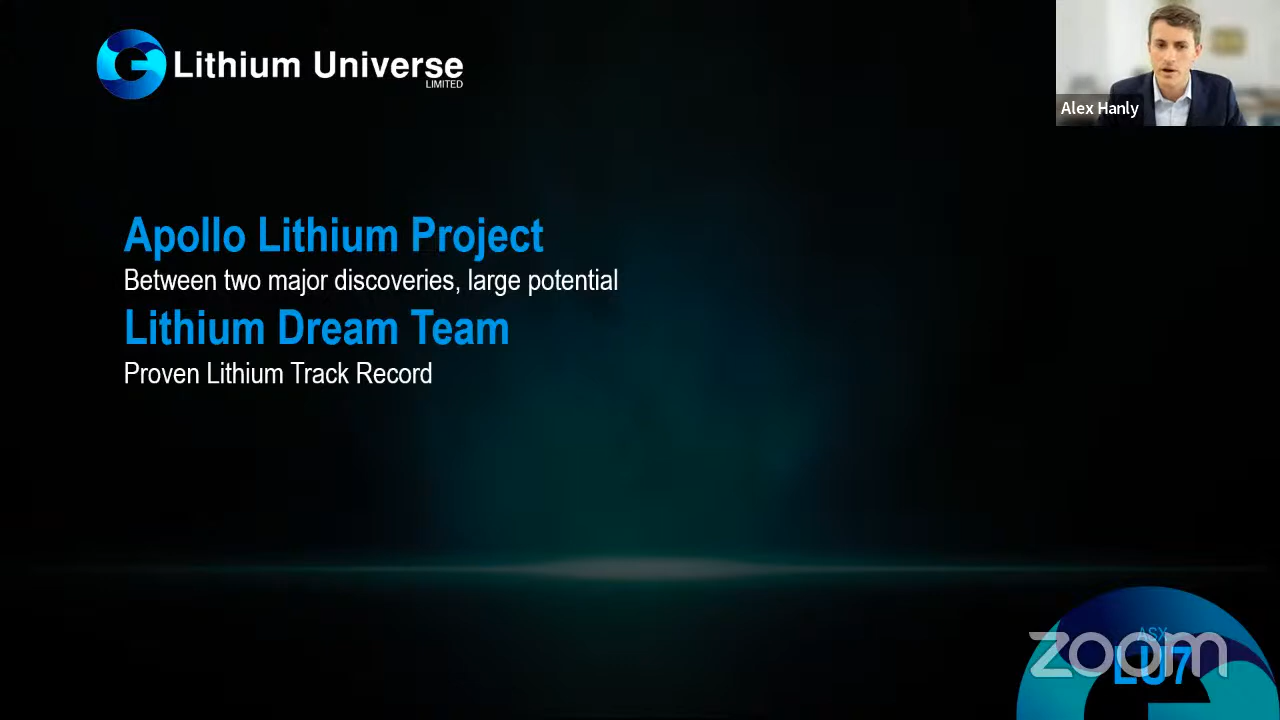 Lithium Universe
LIMITED
Alex Hanly
Apollo Lithium Project
Between two major discoveries, large potential
Lithium Dream Team
Proven Lithium Track Record
ASX
LU7
zoom